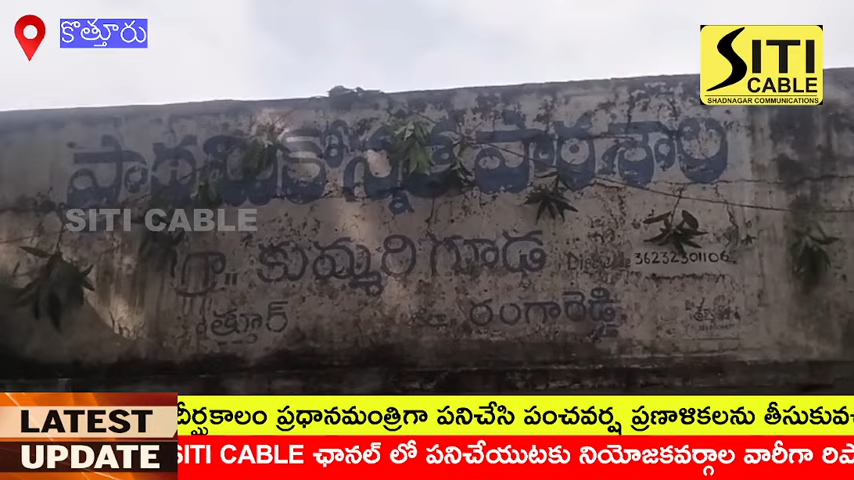 కొత్తూరు
SITI
CABLE
SHADNAGAR COMMUNICATIONS
ప్రాథమికోన్నత పాఠశాల
SITI CABLE
గ్రా,, కుమ్మరి గూడ
36232301106
త్తూర్ రంగారెడ్డి
LATEST
UPDATE
దీర్ఘకాలం ప్రధానమంత్రిగా పనిచేసి పంచవర్ష ప్రణాళికలను తీసుకువ
SITI CABLE ఛానల్ లో పనిచేయుటకు నియోజకవర్గాల వారీగా రిపో